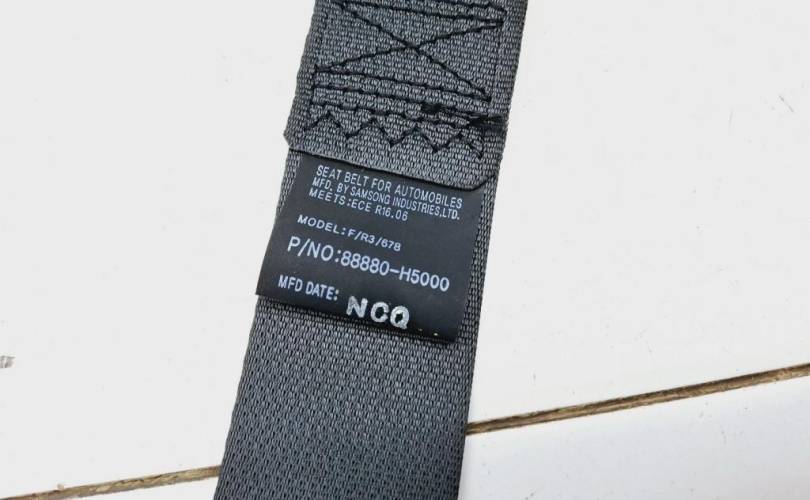 SEAT BELT FOR AUTOMOBILES
MFD. BY SAMSONG INDUSTRIES,LTD.
MEETS:ECE R16.06
MODEL:F/R3/678
P/NO:88880-H5000
MFD DATE: NCQ